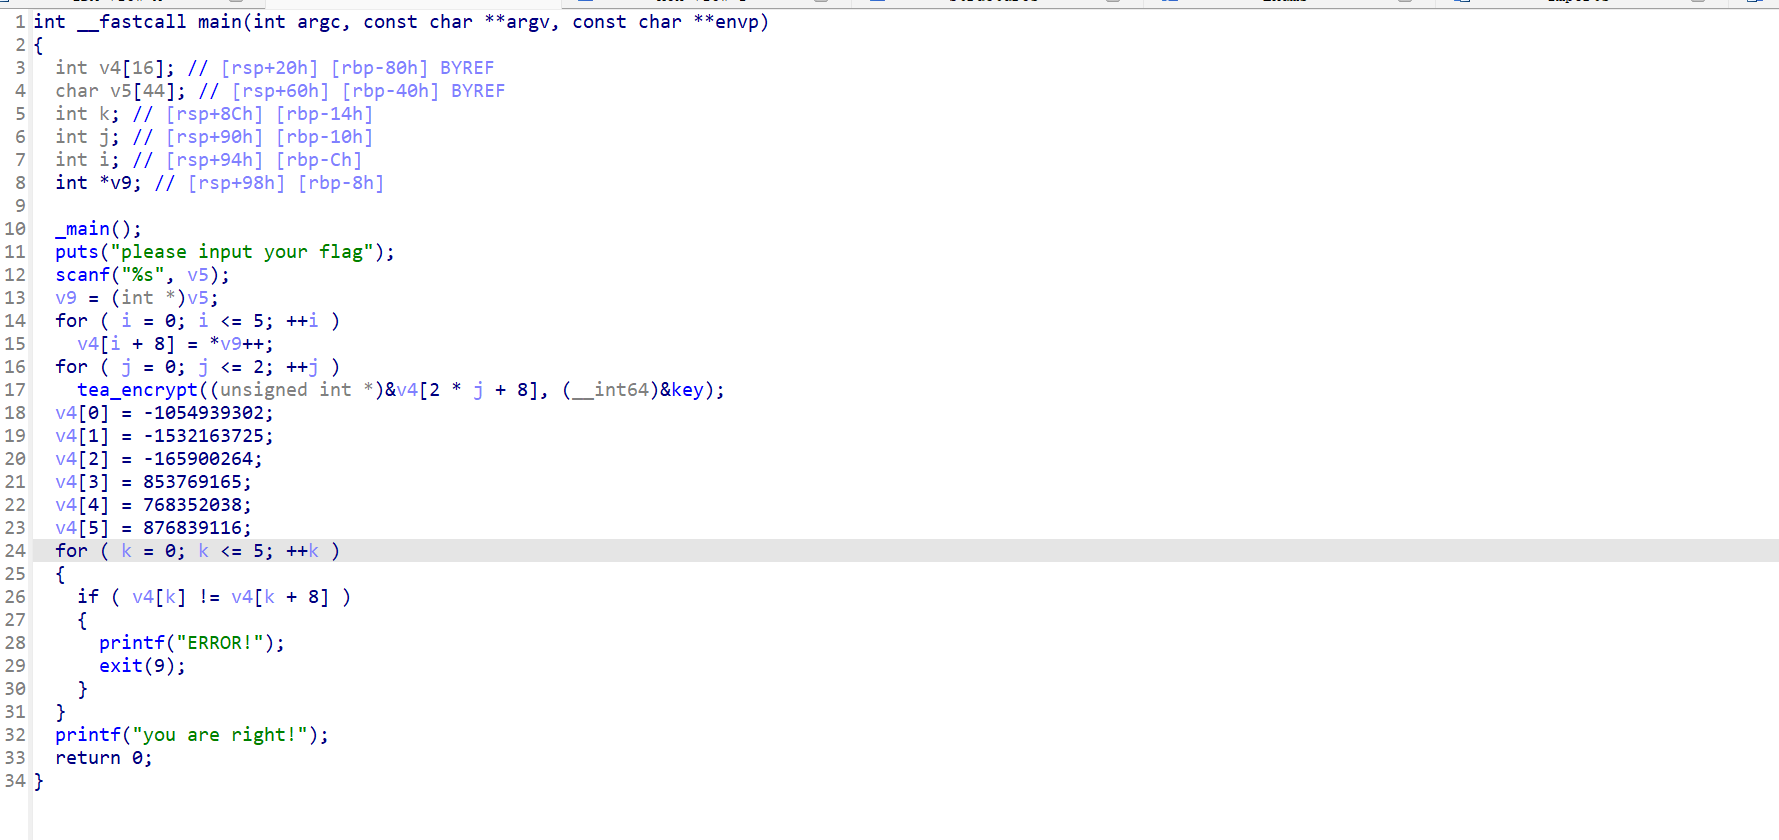 1 int __fastcall main(int argc, const char **argv, const char **envp)
2 {
3   int v4[16]; // [rsp+20h] [rbp-80h] BYREF
4   char v5[44]; // [rsp+60h] [rbp-40h] BYREF
5   int k; // [rsp+8Ch] [rbp-14h]
6   int j; // [rsp+90h] [rbp-10h]
7   int i; // [rsp+94h] [rbp-Ch]
8   int *v9; // [rsp+98h] [rbp-8h]
9
10   _main();
11   puts("please input your flag");
12   scanf("%s", v5);
13   v9 = (int *)v5;
14   for ( i = 0; i <= 5; ++i )
15     v4[i + 8] = *v9++;
16   for ( j = 0; j <= 2; ++j )
17     tea_encrypt((unsigned int *)&v4[2 * j + 8], (__int64)&key);
18   v4[0] = -1054939302;
19   v4[1] = -1532163725;
20   v4[2] = -165900264;
21   v4[3] = 853769165;
22   v4[4] = 768352038;
23   v4[5] = 876839116;
24   for ( k = 0; k <= 5; ++k )
25   {
26     if ( v4[k] != v4[k + 8] )
27     {
28       printf("ERROR!");
29       exit(9);
30     }
31   }
32   printf("you are right!");
33   return 0;
34 }